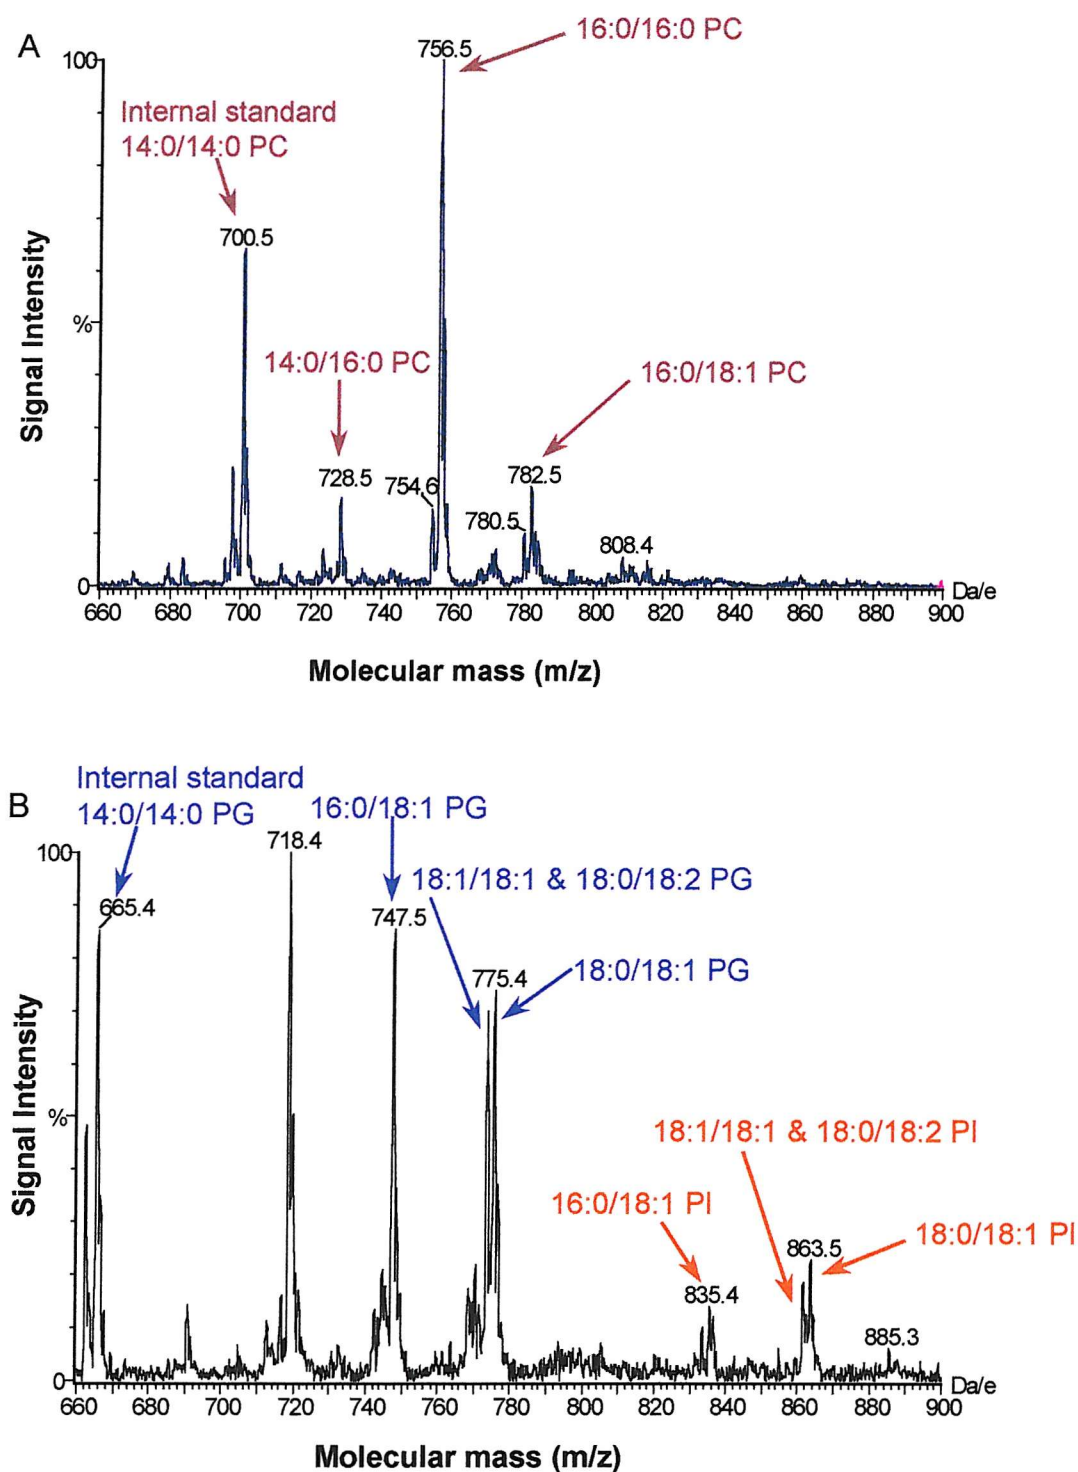 A
16:0/16:0 PC
100
756.5
Internal standard
14:0/14:0 PC
700.5
Signal Intensity
%
14:0/16:0 PC
16:0/18:1 PC
728.5
754.6
782.5
780.5
808.4
0
660 680 700 720 740 760 780 800 820 840 860 880 900
Da/e
Molecular mass (m/z)
Internal standard
14:0/14:0 PG
16:0/18:1 PG
B
718.4
100
18:1/18:1 & 18:0/18:2 PG
665.4
747.5
775.4
18:0/18:1 PG
Signal Intensity
%
18:1/18:1 & 18:0/18:2 PI
16:0/18:1 PI
18:0/18:1 PI
863.5
835.4
885.3
0
660 680 700 720 740 760 780 800 820 840 860 880 900
Da/e
Molecular mass (m/z)